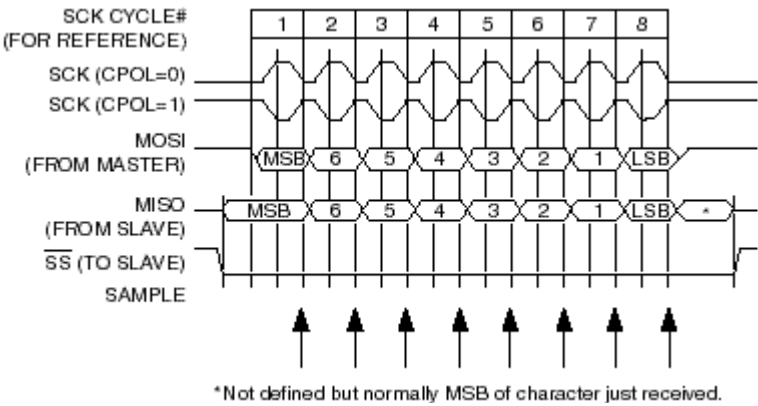 SCK CYCLE#
(FOR REFERENCE)
1 2 3 4 5 6 7 8
SCK (CPOL=0)
SCK (CPOL=1)
MOSI
(FROM MASTER)
MSB 6 5 4 3 2 1 LSB
MISO
(FROM SLAVE)
MSB 6 5 4 3 2 1 LSB *
SS (TO SLAVE)
SAMPLE
*Not defined but normally MSB of character just received.